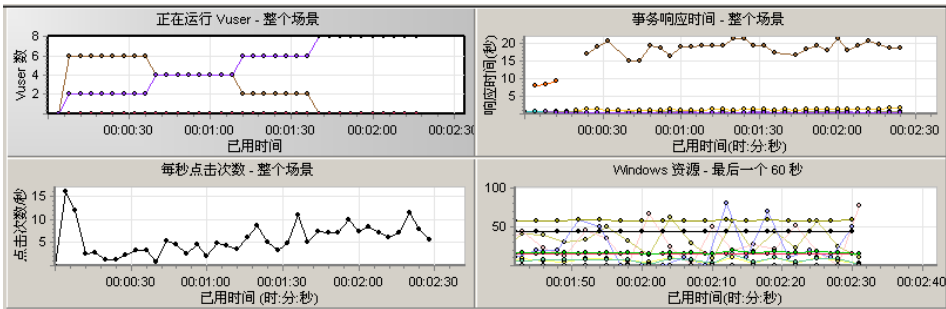 正在运行 Vuser - 整个场景
Vuser 数
8
6
4
2
00:00:30 00:01:00 00:01:30 00:02:00 00:02:30
已用时间
事务响应时间 - 整个场景
响应时间(秒)
20
15
10
5
00:00:30 00:01:00 00:01:30 00:02:00 00:02:30
已用时间(时:分:秒)
每秒点击次数 - 整个场景
点击次数/秒
15
10
5
00:00:30 00:01:00 00:01:30 00:02:00 00:02:30
已用时间 (时:分:秒)
Windows 资源 - 最后一个 60 秒
100
50
00:01:50 00:02:00 00:02:10 00:02:20 00:02:30 00:02:40
已用时间(时:分:秒)